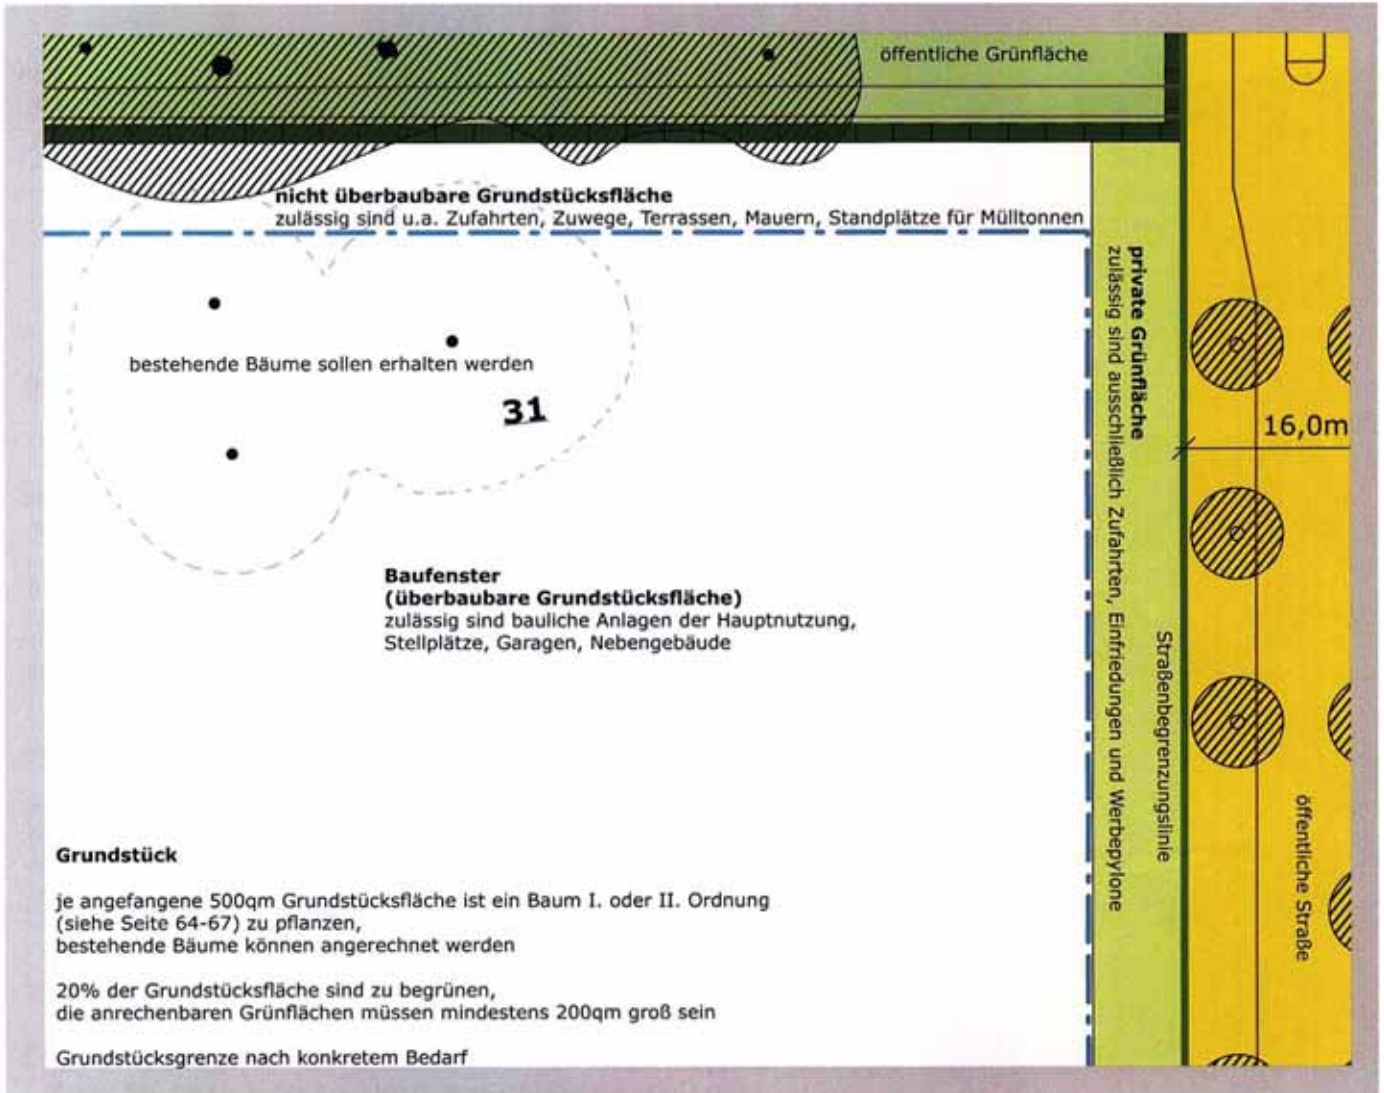 öffentliche Grünfläche
nicht überbaubare Grundstücksfläche
zulässig sind u.a. Zufahrten, Zuwege, Terrassen, Mauern, Standplätze für Mülltonnen
private Grünfläche
zulässig sind ausschließlich Zufahrten, Einfriedungen und Werbepylone
bestehende Bäume sollen erhalten werden
31
16,0m
Baufenster
(überbaubare Grundstücksfläche)
zulässig sind bauliche Anlagen der Hauptnutzung,
Stellplätze, Garagen, Nebengebäude
Straßenbegrenzungslinie
öffentliche Straße
Grundstück
je angefangene 500qm Grundstücksfläche ist ein Baum I. oder II. Ordnung
(siehe Seite 64-67) zu pflanzen,
bestehende Bäume können angerechnet werden
20% der Grundstücksfläche sind zu begrünen,
die anrechenbaren Grünflächen müssen mindestens 200qm groß sein
Grundstücksgrenze nach konkretem Bedarf